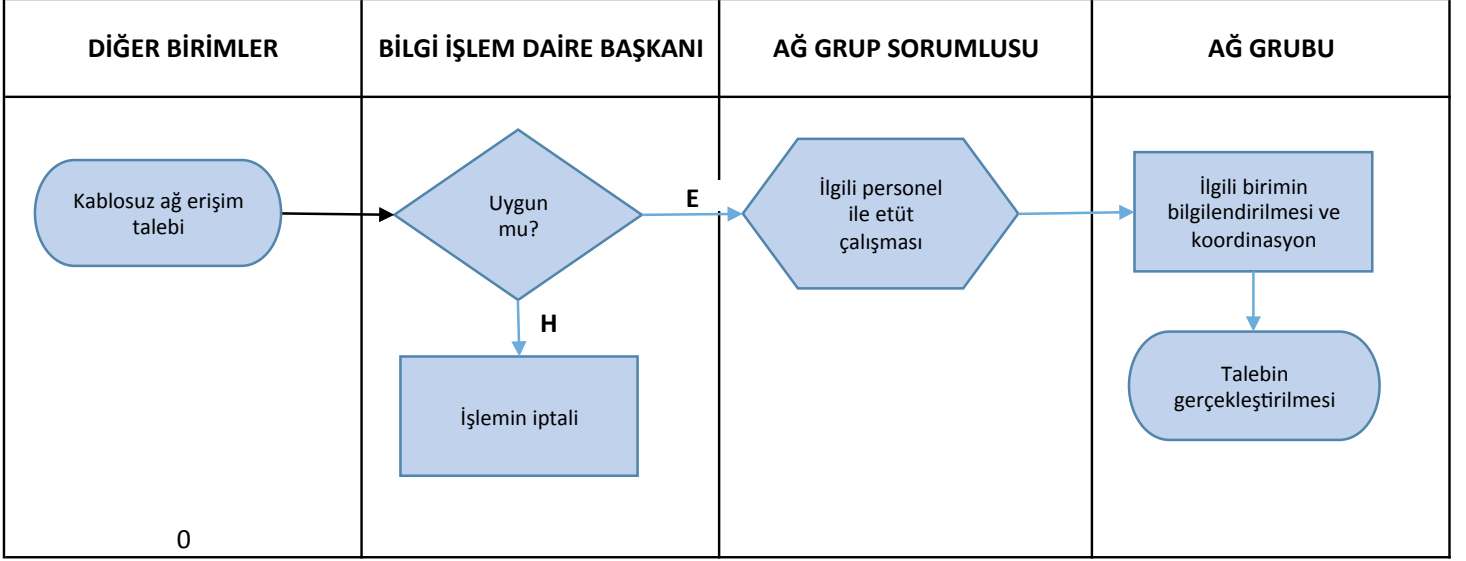 DİĞER BİRİMLER
BİLGİ İŞLEM DAİRE BAŞKANI
AĞ GRUP SORUMLUSU
AĞ GRUBU
Kablosuz ağ erişim
talebi
Uygun
mu?
E
İlgili personel
ile etüt
çalışması
İlgili birimin
bilgilendirilmesi ve
koordinasyon
H
İşlemin iptali
Talebin
gerçekleştirilmesi
0